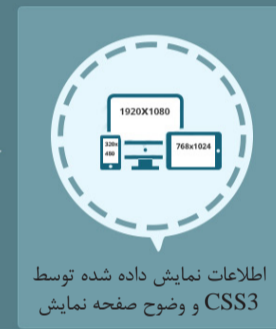 1920X1080
320x
480
768x1024
اطلاعات نمایش داده شده توسط
CSS3 و وضوح صفحه نمایش